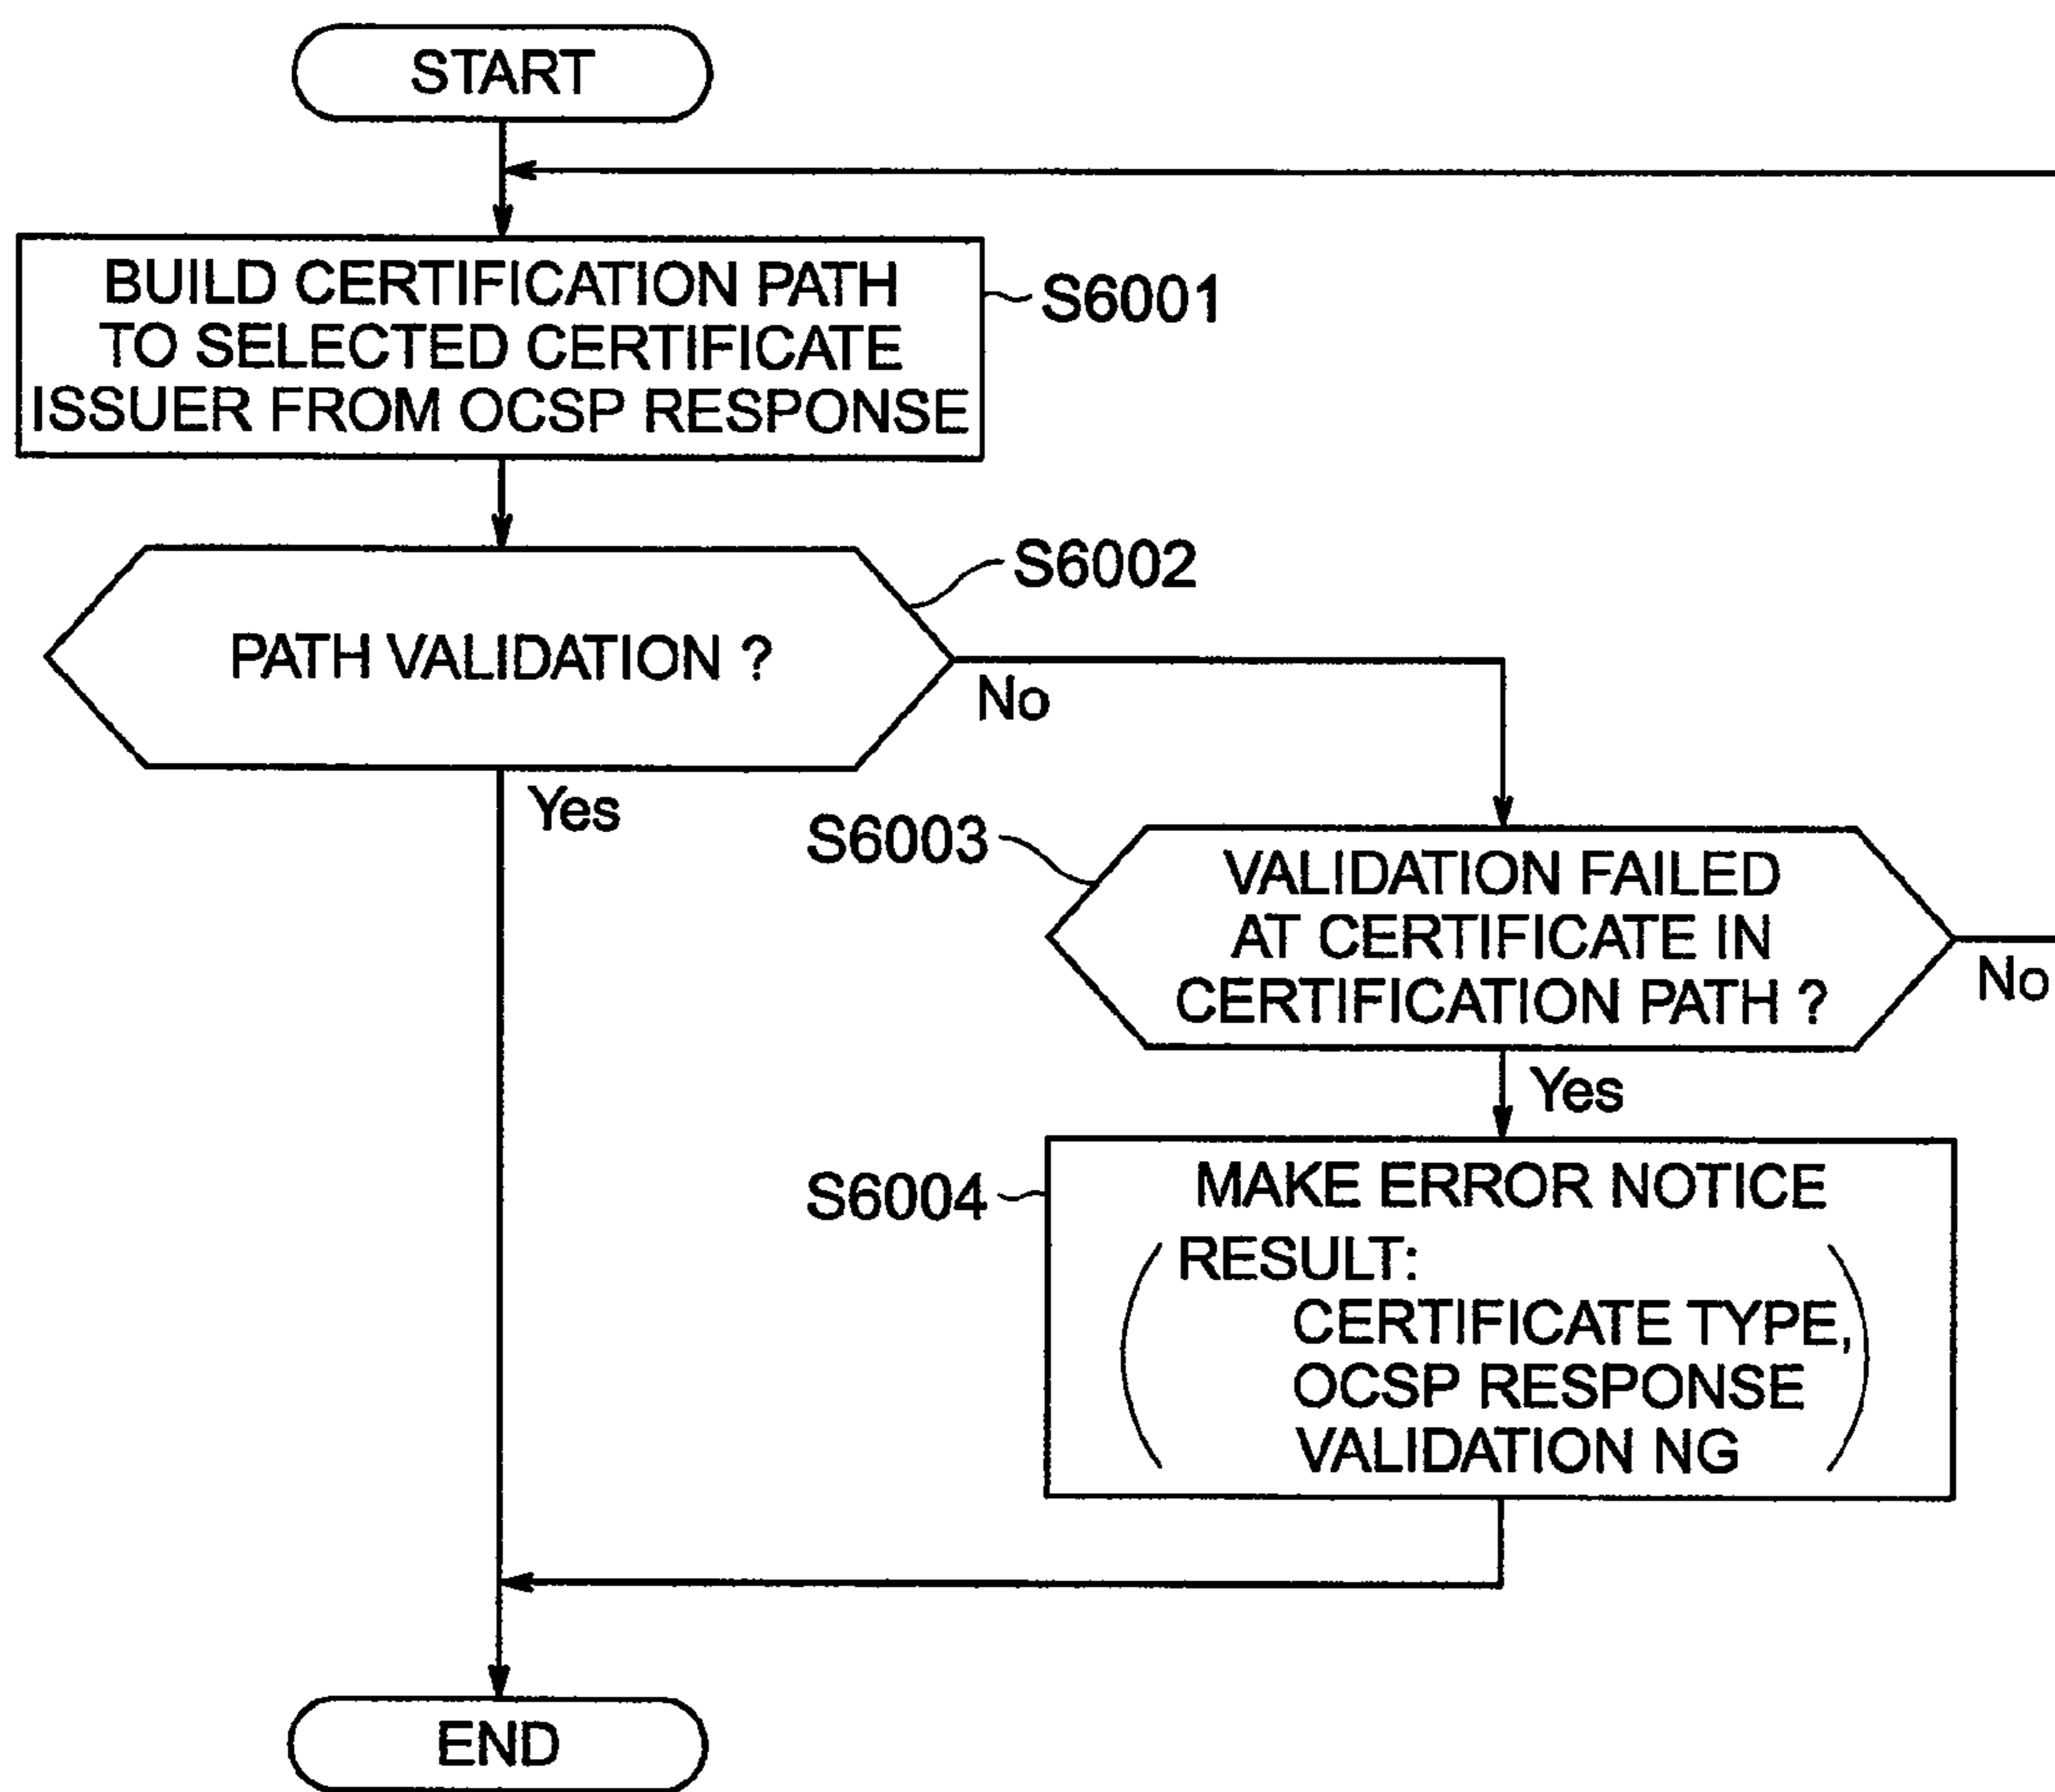 START
BUILD CERTIFICATION PATH
TO SELECTED CERTIFICATE
ISSUER FROM OCSP RESPONSE
S6001
S6002
PATH VALIDATION ?
No
Yes
S6003
VALIDATION FAILED
AT CERTIFICATE IN
CERTIFICATION PATH ?
No
Yes
S6004
MAKE ERROR NOTICE
( RESULT:
CERTIFICATE TYPE,
OCSP RESPONSE
VALIDATION NG )
END